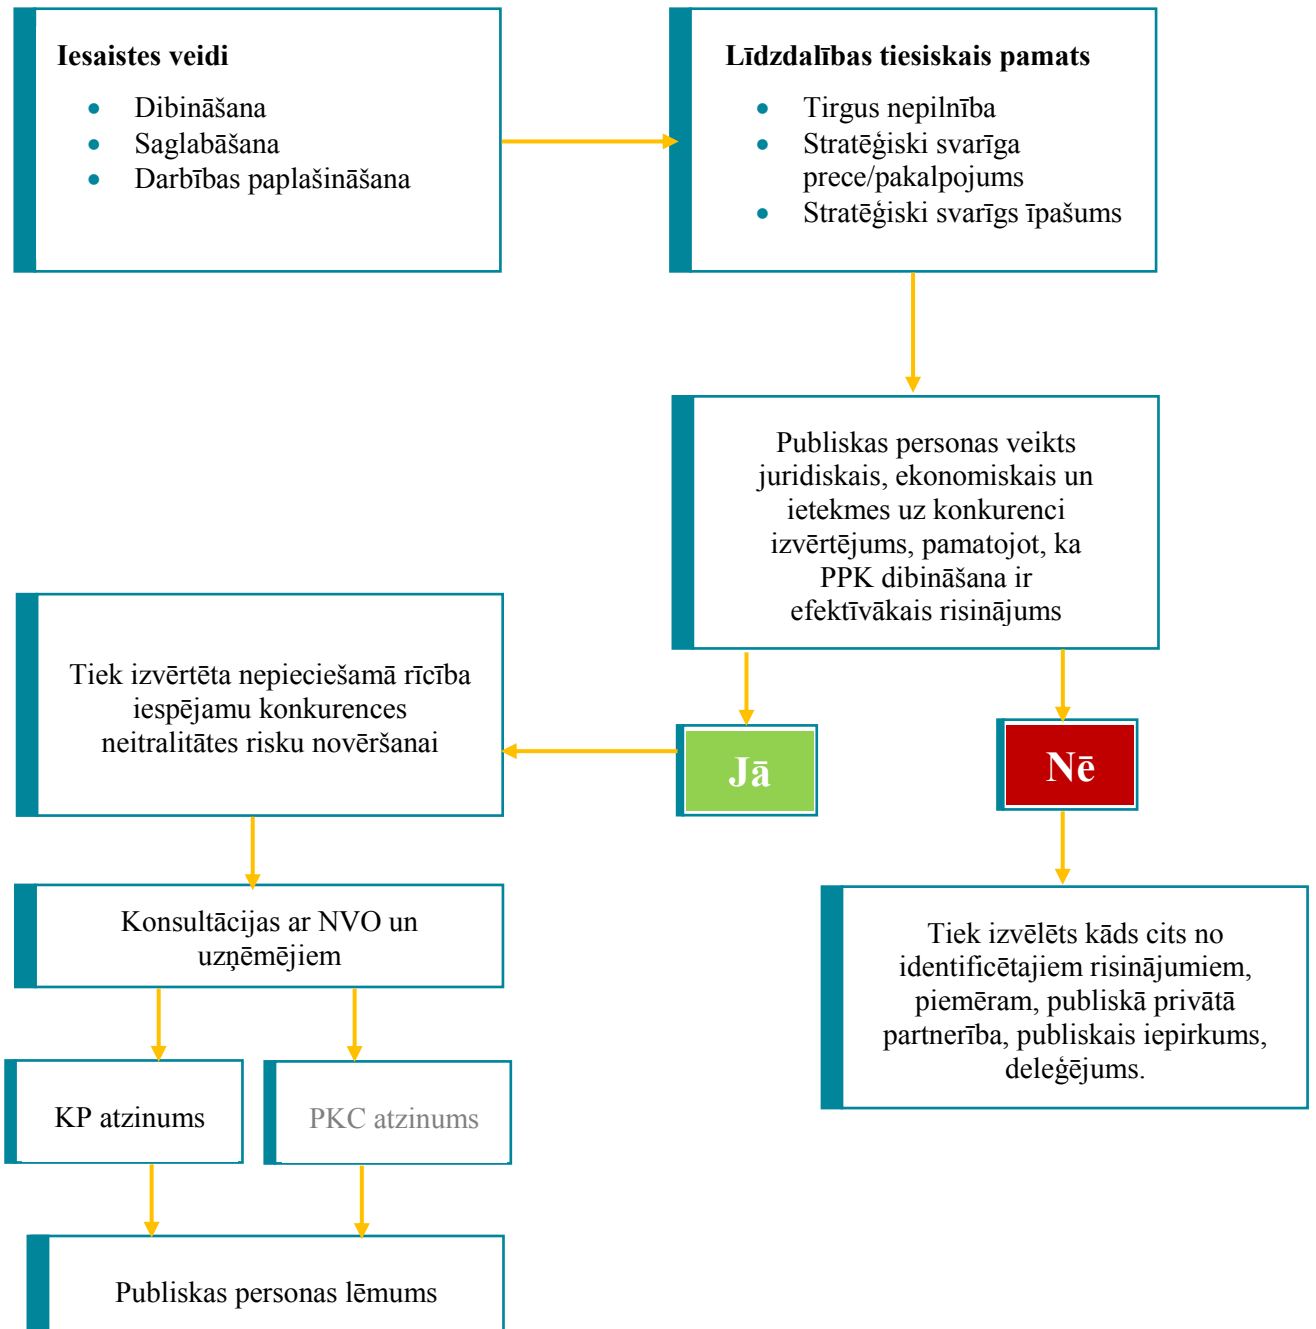 Iesaistes veidi
Dibināšana
Saglabāšana
Darbības paplašināšana
Līdzdalības tiesiskais pamats
Tirgus nepilnība
Stratēģiski svarīga
prece/pakalpojums
Stratēģiski svarīgs īpašums
Publiskas personas veikts
juridiskais, ekonomiskais un
ietekmes uz konkurenci
izvērtējums, pamatojot, ka
PPK dibināšana ir
efektīvākais risinājums
Jā
Nē
Tiek izvērtēta nepieciešamā rīcība
iespējamu konkurences
neitralitātes risku novēršanai
Konsultācijas ar NVO un
uzņēmējiem
KP atzinums
PKC atzinums
Publiskas personas lēmums
Tiek izvēlēts kāds cits no
identificētajiem risinājumiem,
piemēram, publiskā privātā
partnerība, publiskais iepirkums,
deleģējums.